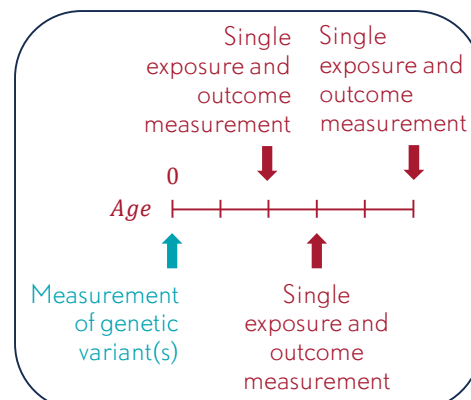 Single
exposure and
outcome
measurement
Single
exposure and
outcome
measurement
0
Age
Measurement
of genetic
variant(s)
Single
exposure and
outcome
measurement